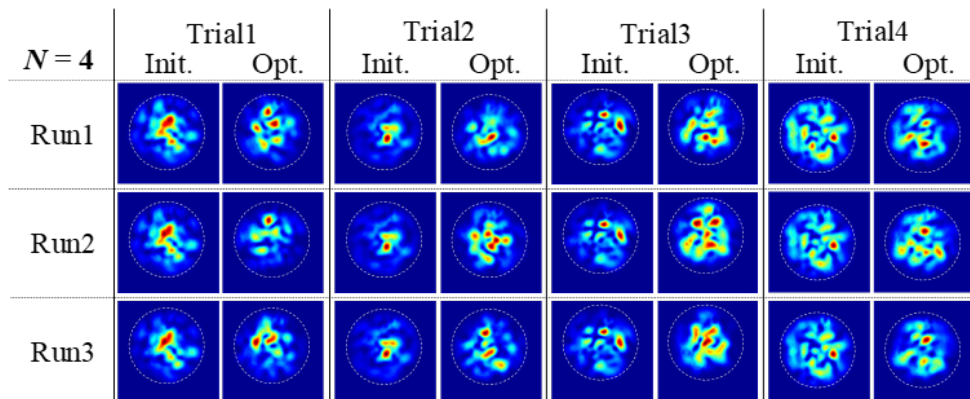 Trial1 Trial2 Trial3 Trial4
N = 4 Init. Opt. Init. Opt. Init. Opt. Init. Opt.
Run1
Run2
Run3